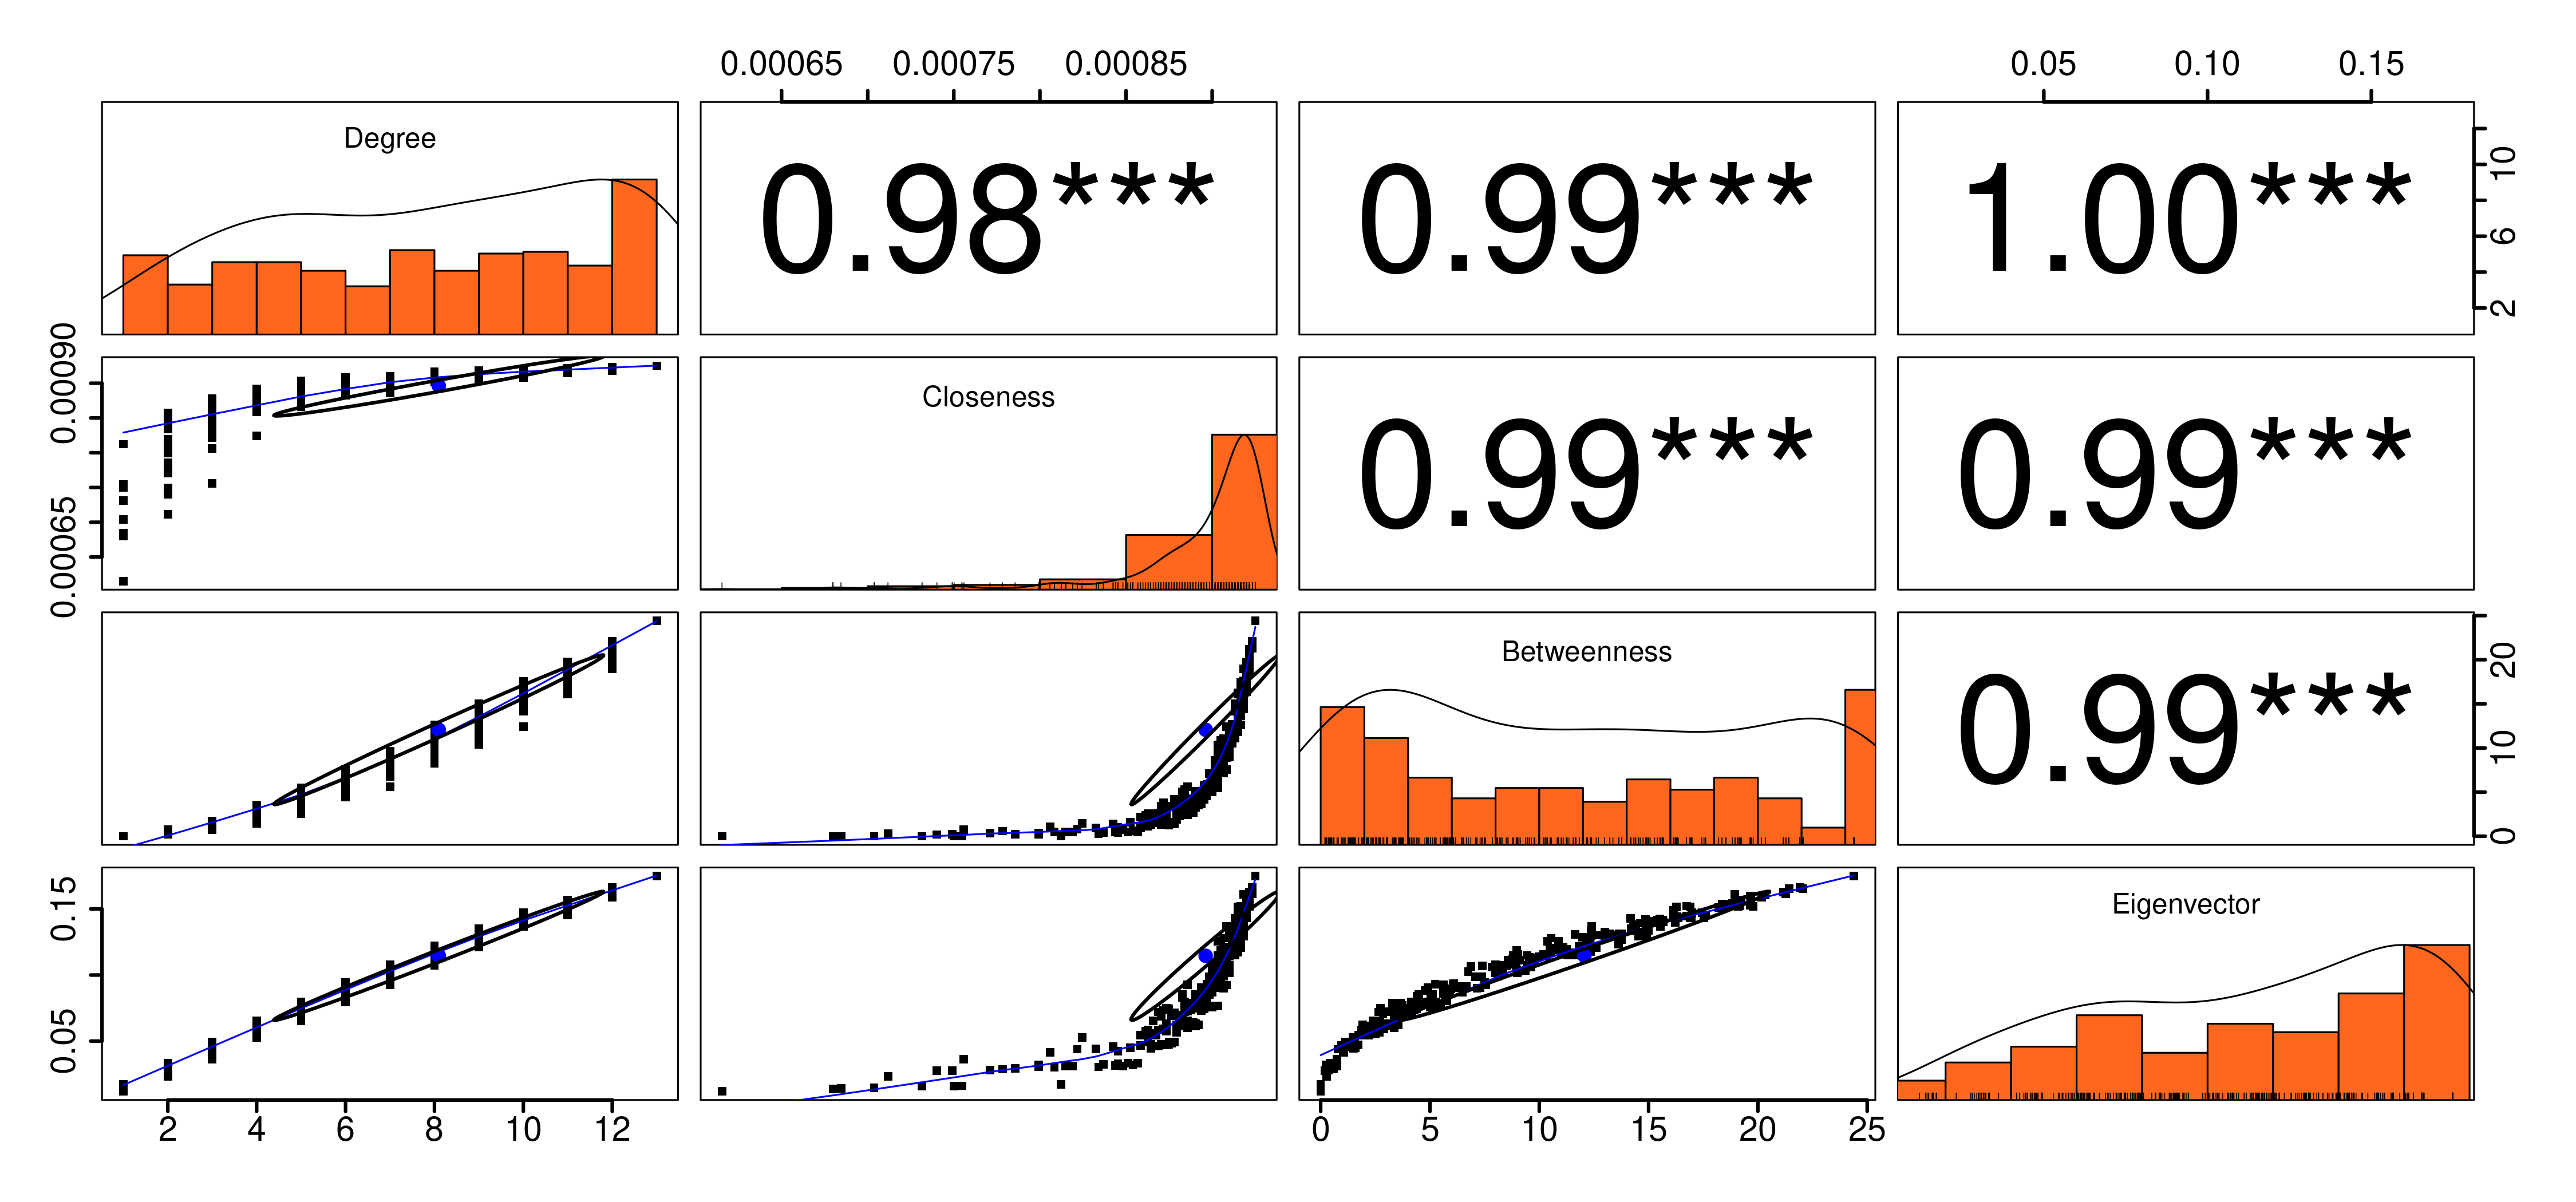 0.00065 0.00075 0.00085 0.05 0.10 0.15
Degree 0.98*** 0.99*** 1.00*** 2 6 10
0.00065 0.00090 Closeness 0.99*** 0.99***
Betweenness 0.99*** 0 10 20
0.05 0.15 Eigenvector
2 4 6 8 10 12 0 5 10 15 20 25